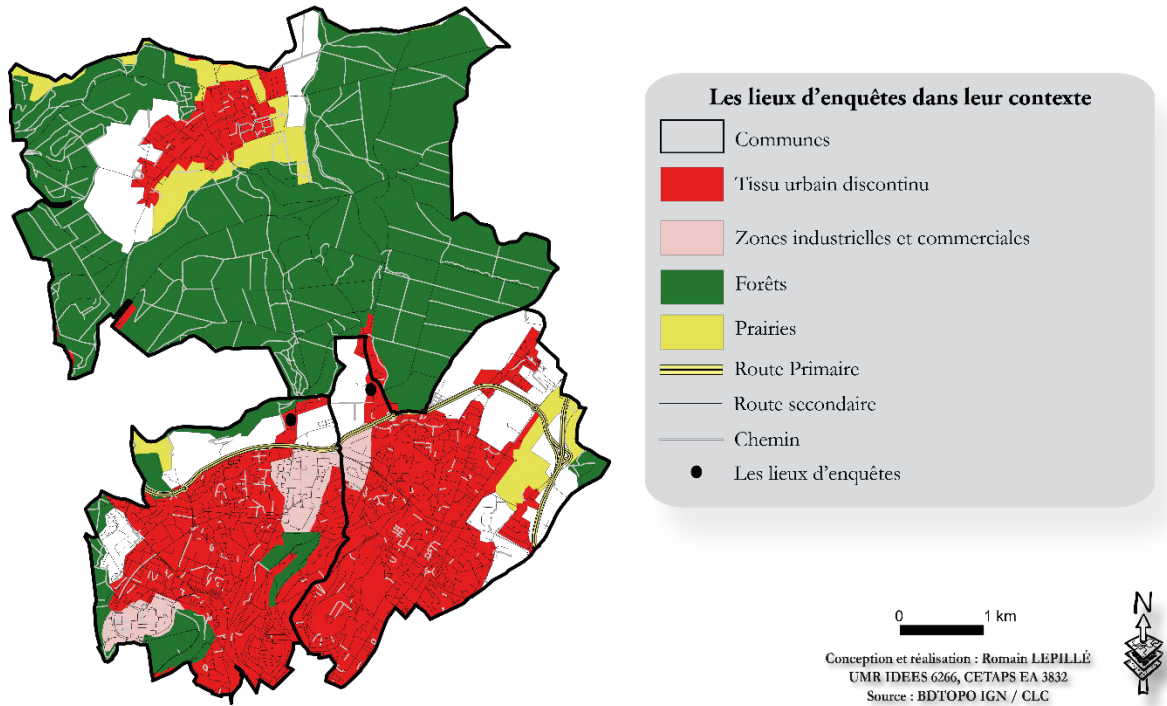 Les lieux d'enquêtes dans leur contexte
Communes
Tissu urbain discontinu
Zones industrielles et commerciales
Forêts
Prairies
Route Primaire
Route secondaire
Chemin
Les lieux d'enquêtes
N
0 1 km
Conception et réalisation : Romain LEPILLÉ
UMR IDEES 6266, CETAPS EA 3832
Source : BDTOPO IGN / CLC